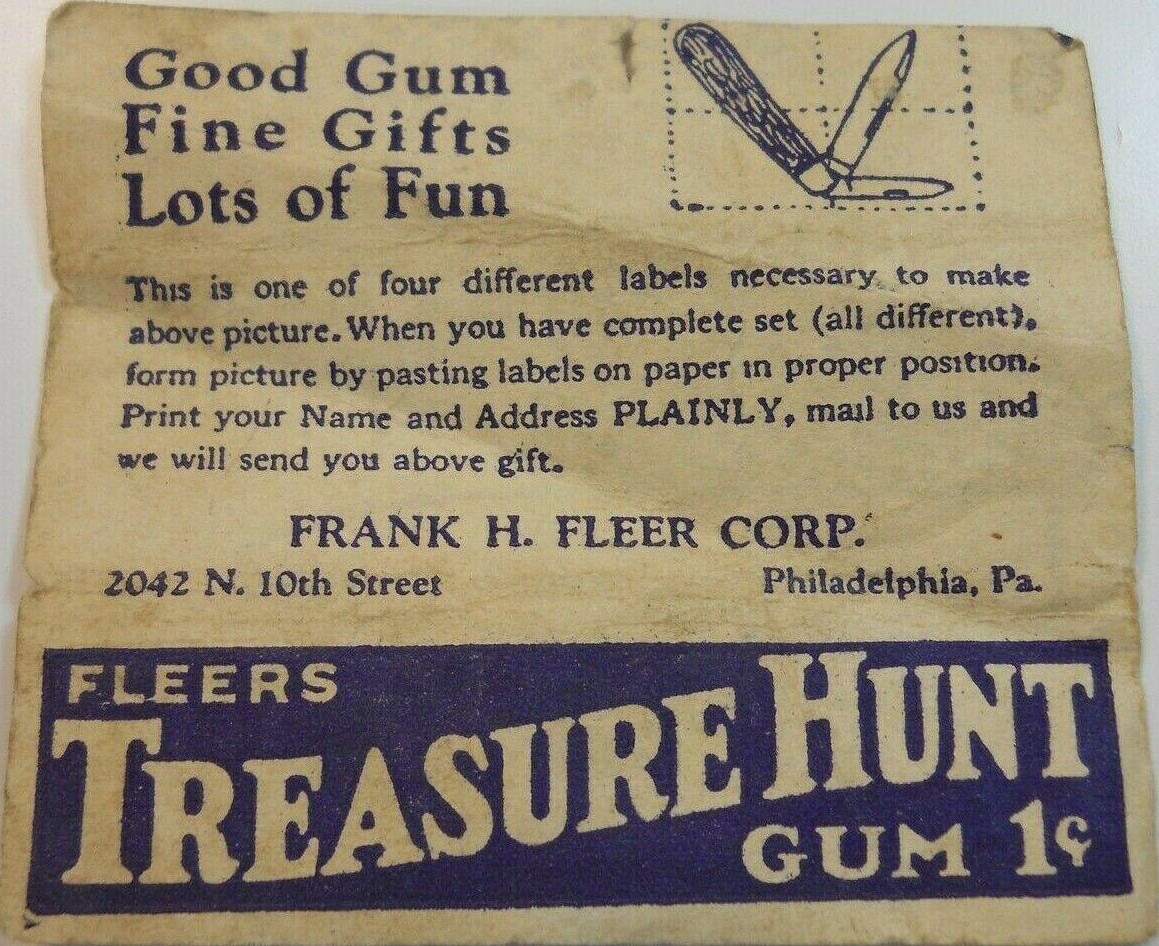 Good Gum
Fine Gifts
Lots of Fun
This is one of four different labels necessary to make
above picture. When you have complete set (all different),
form picture by pasting labels on paper in proper position.
Print your Name and Address PLAINLY, mail to us and
we will send you above gift.
FRANK H. FLEER CORP.
2042 N. 10th Street Philadelphia, Pa.
FLEERS
TREASURE HUNT
GUM 1¢